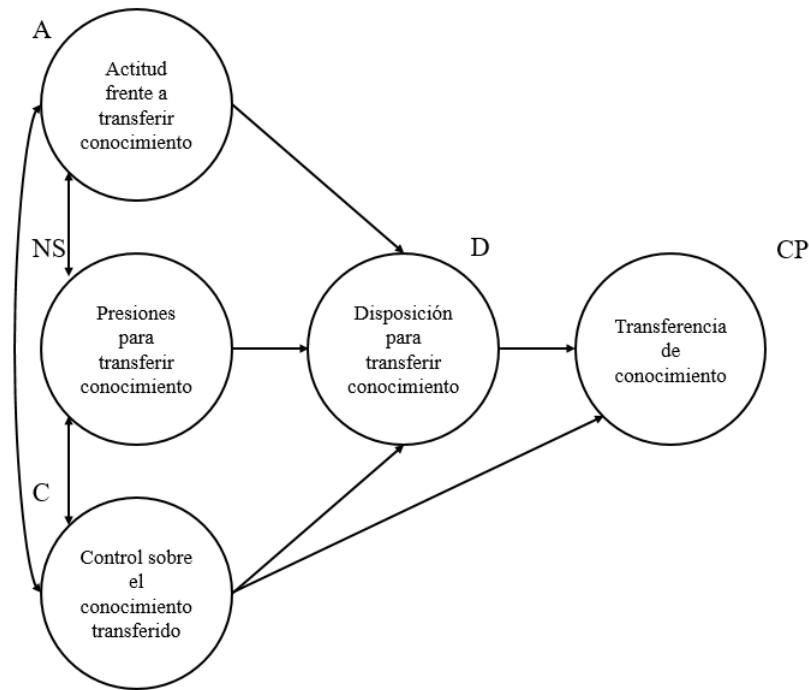 A
Actitud
frente a
transferir
conocimiento
NS
Presiones
para
transferir
conocimiento
C
Control sobre
el
conocimiento
transferido
D
Disposición
para
transferir
conocimiento
CP
Transferencia
de
conocimiento